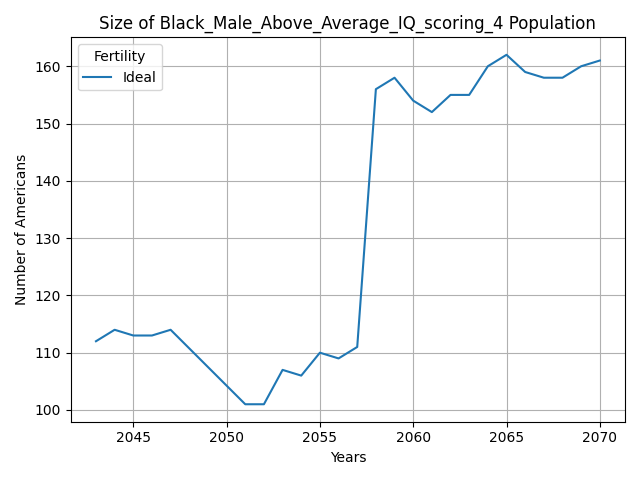 Size of Black_Male_Above_Average_IQ_scoring_4 Population
Fertility
Ideal
Number of Americans
160
150
140
130
120
110
100
2045 2050 2055 2060 2065 2070
Years